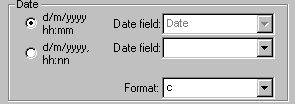 Date
d/m/yyyy
hh:mm
Date field: Date
d/m/yyyy,
hh:nn
Date field:
Format: c